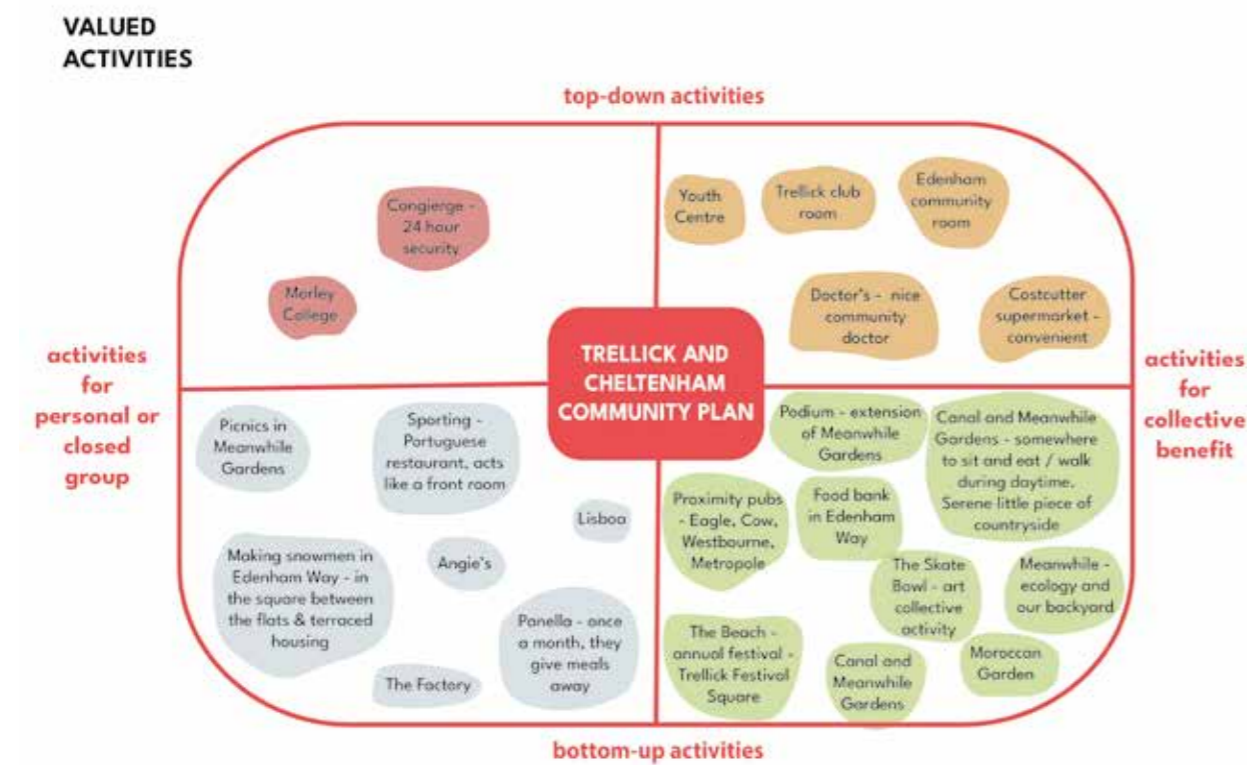 VALUED
ACTIVITIES
top-down activities
Congierge -
24 hour
security
Morley
College
Youth
Centre
Trellick club
room
Edenham
community
room
Doctor's - nice
community
doctor
Costcutter
supermarket -
convenient
activities
for
personal or
closed
group
TRELLICK AND
CHELTENHAM
COMMUNITY PLAN
activities
for
collective
benefit
Picnics in
Meanwhile
Gardens
Sporting -
Portuguese
restaurant, acts
like a front room
Lisboa
Angie's
Making snowmen in
Edenham Way - in
the square between
the flats & terraced
housing
Panella - once
a month, they
give meals
away
The Factory
Podium - extension
of Meanwhile
Gardens
Canal and Meanwhile
Gardens - somewhere
to sit and eat / walk
during daytime.
Serene little piece of
countryside
Proximity pubs
- Eagle, Cow,
Westbourne,
Metropole
Food bank
in Edenham
Way
The Skate
Bowl - art
collective
activity
Meanwhile -
ecology and
our backyard
The Beach -
annual festival -
Trellick Festival
Square
Canal and
Meanwhile
Gardens
Moroccan
Garden
bottom-up activities